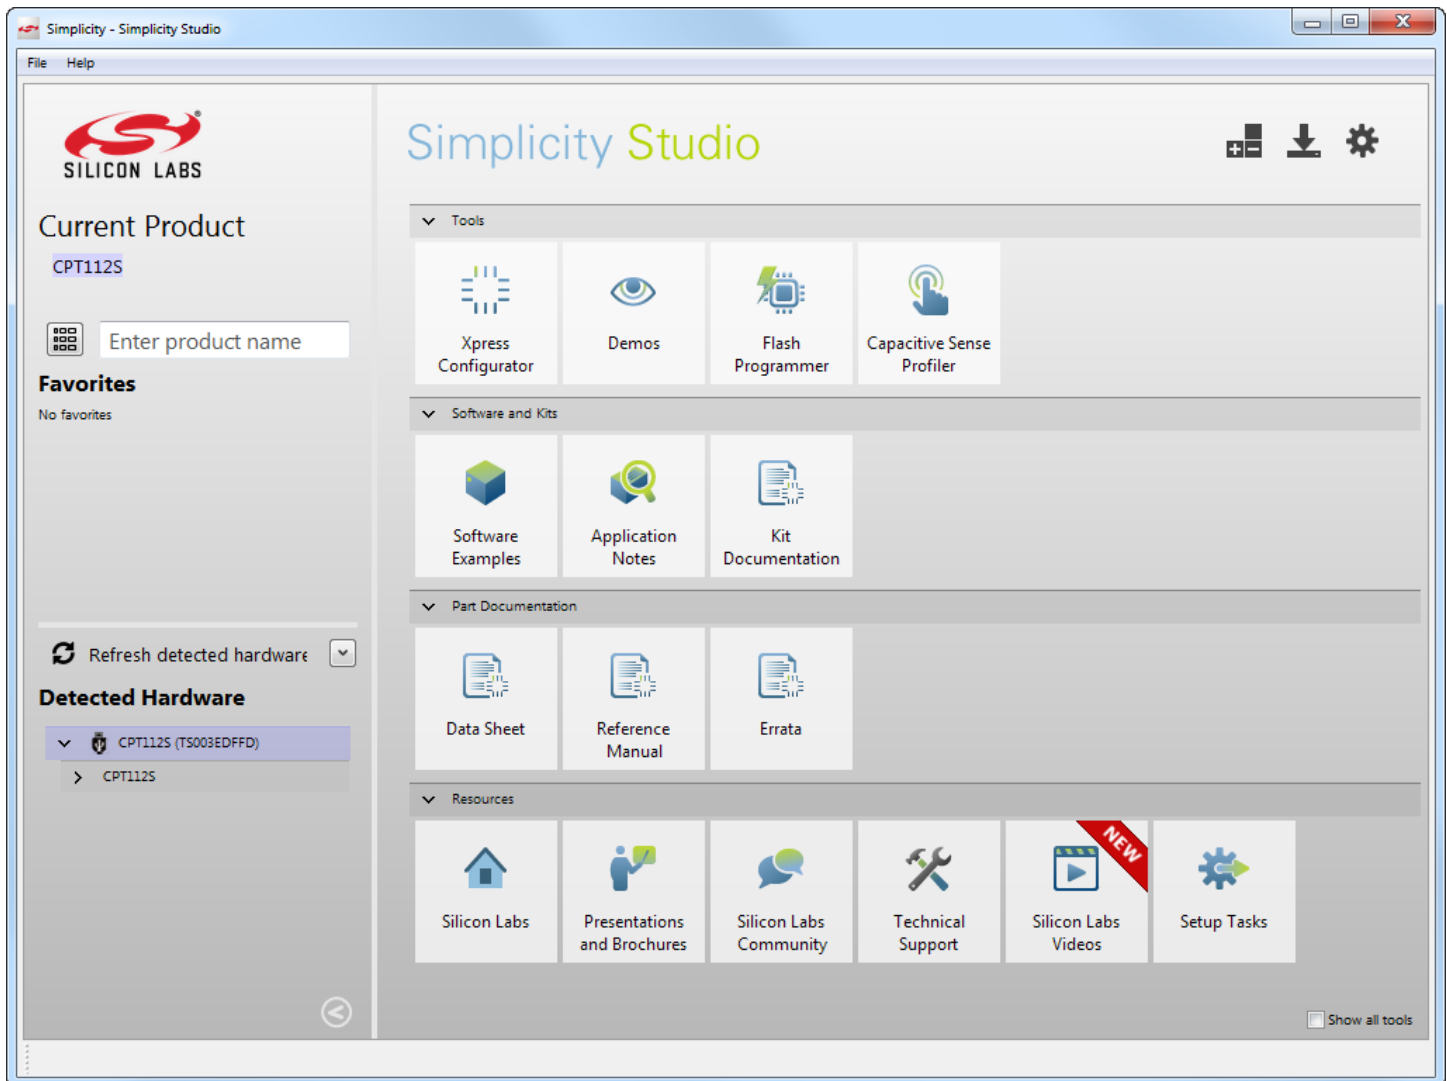 Simplicity - Simplicity Studio
File Help
SILICON LABS
Current Product
CPT112S
Enter product name
Favorites
No favorites
Refresh detected hardware
Detected Hardware
CPT112S (TS003EDFFD)
CPT112S
Simplicity Studio
Tools
Xpress
Configurator
Demos
Flash
Programmer
Capacitive Sense
Profiler
Software and Kits
Software
Examples
Application
Notes
Kit
Documentation
Part Documentation
Data Sheet
Reference
Manual
Errata
Resources
Silicon Labs
Presentations
and Brochures
Silicon Labs
Community
Technical
Support
NEW
Silicon Labs
Videos
Setup Tasks
Show all tools